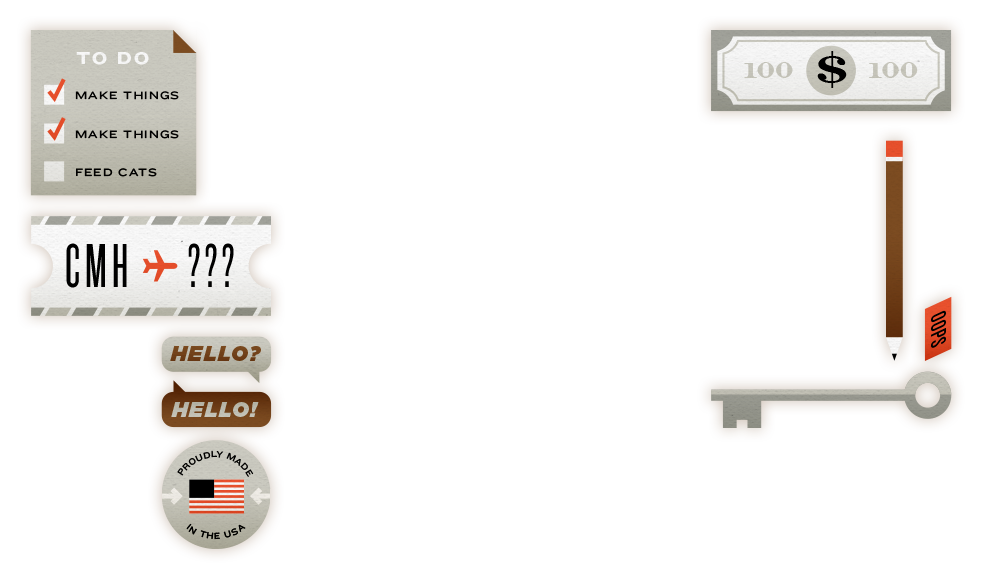 TO DO
MAKE THINGS
MAKE THINGS
FEED CATS
100 $ 100
CMH ???
OOPS
HELLO?
HELLO!
PROUDLY MADE
IN THE USA